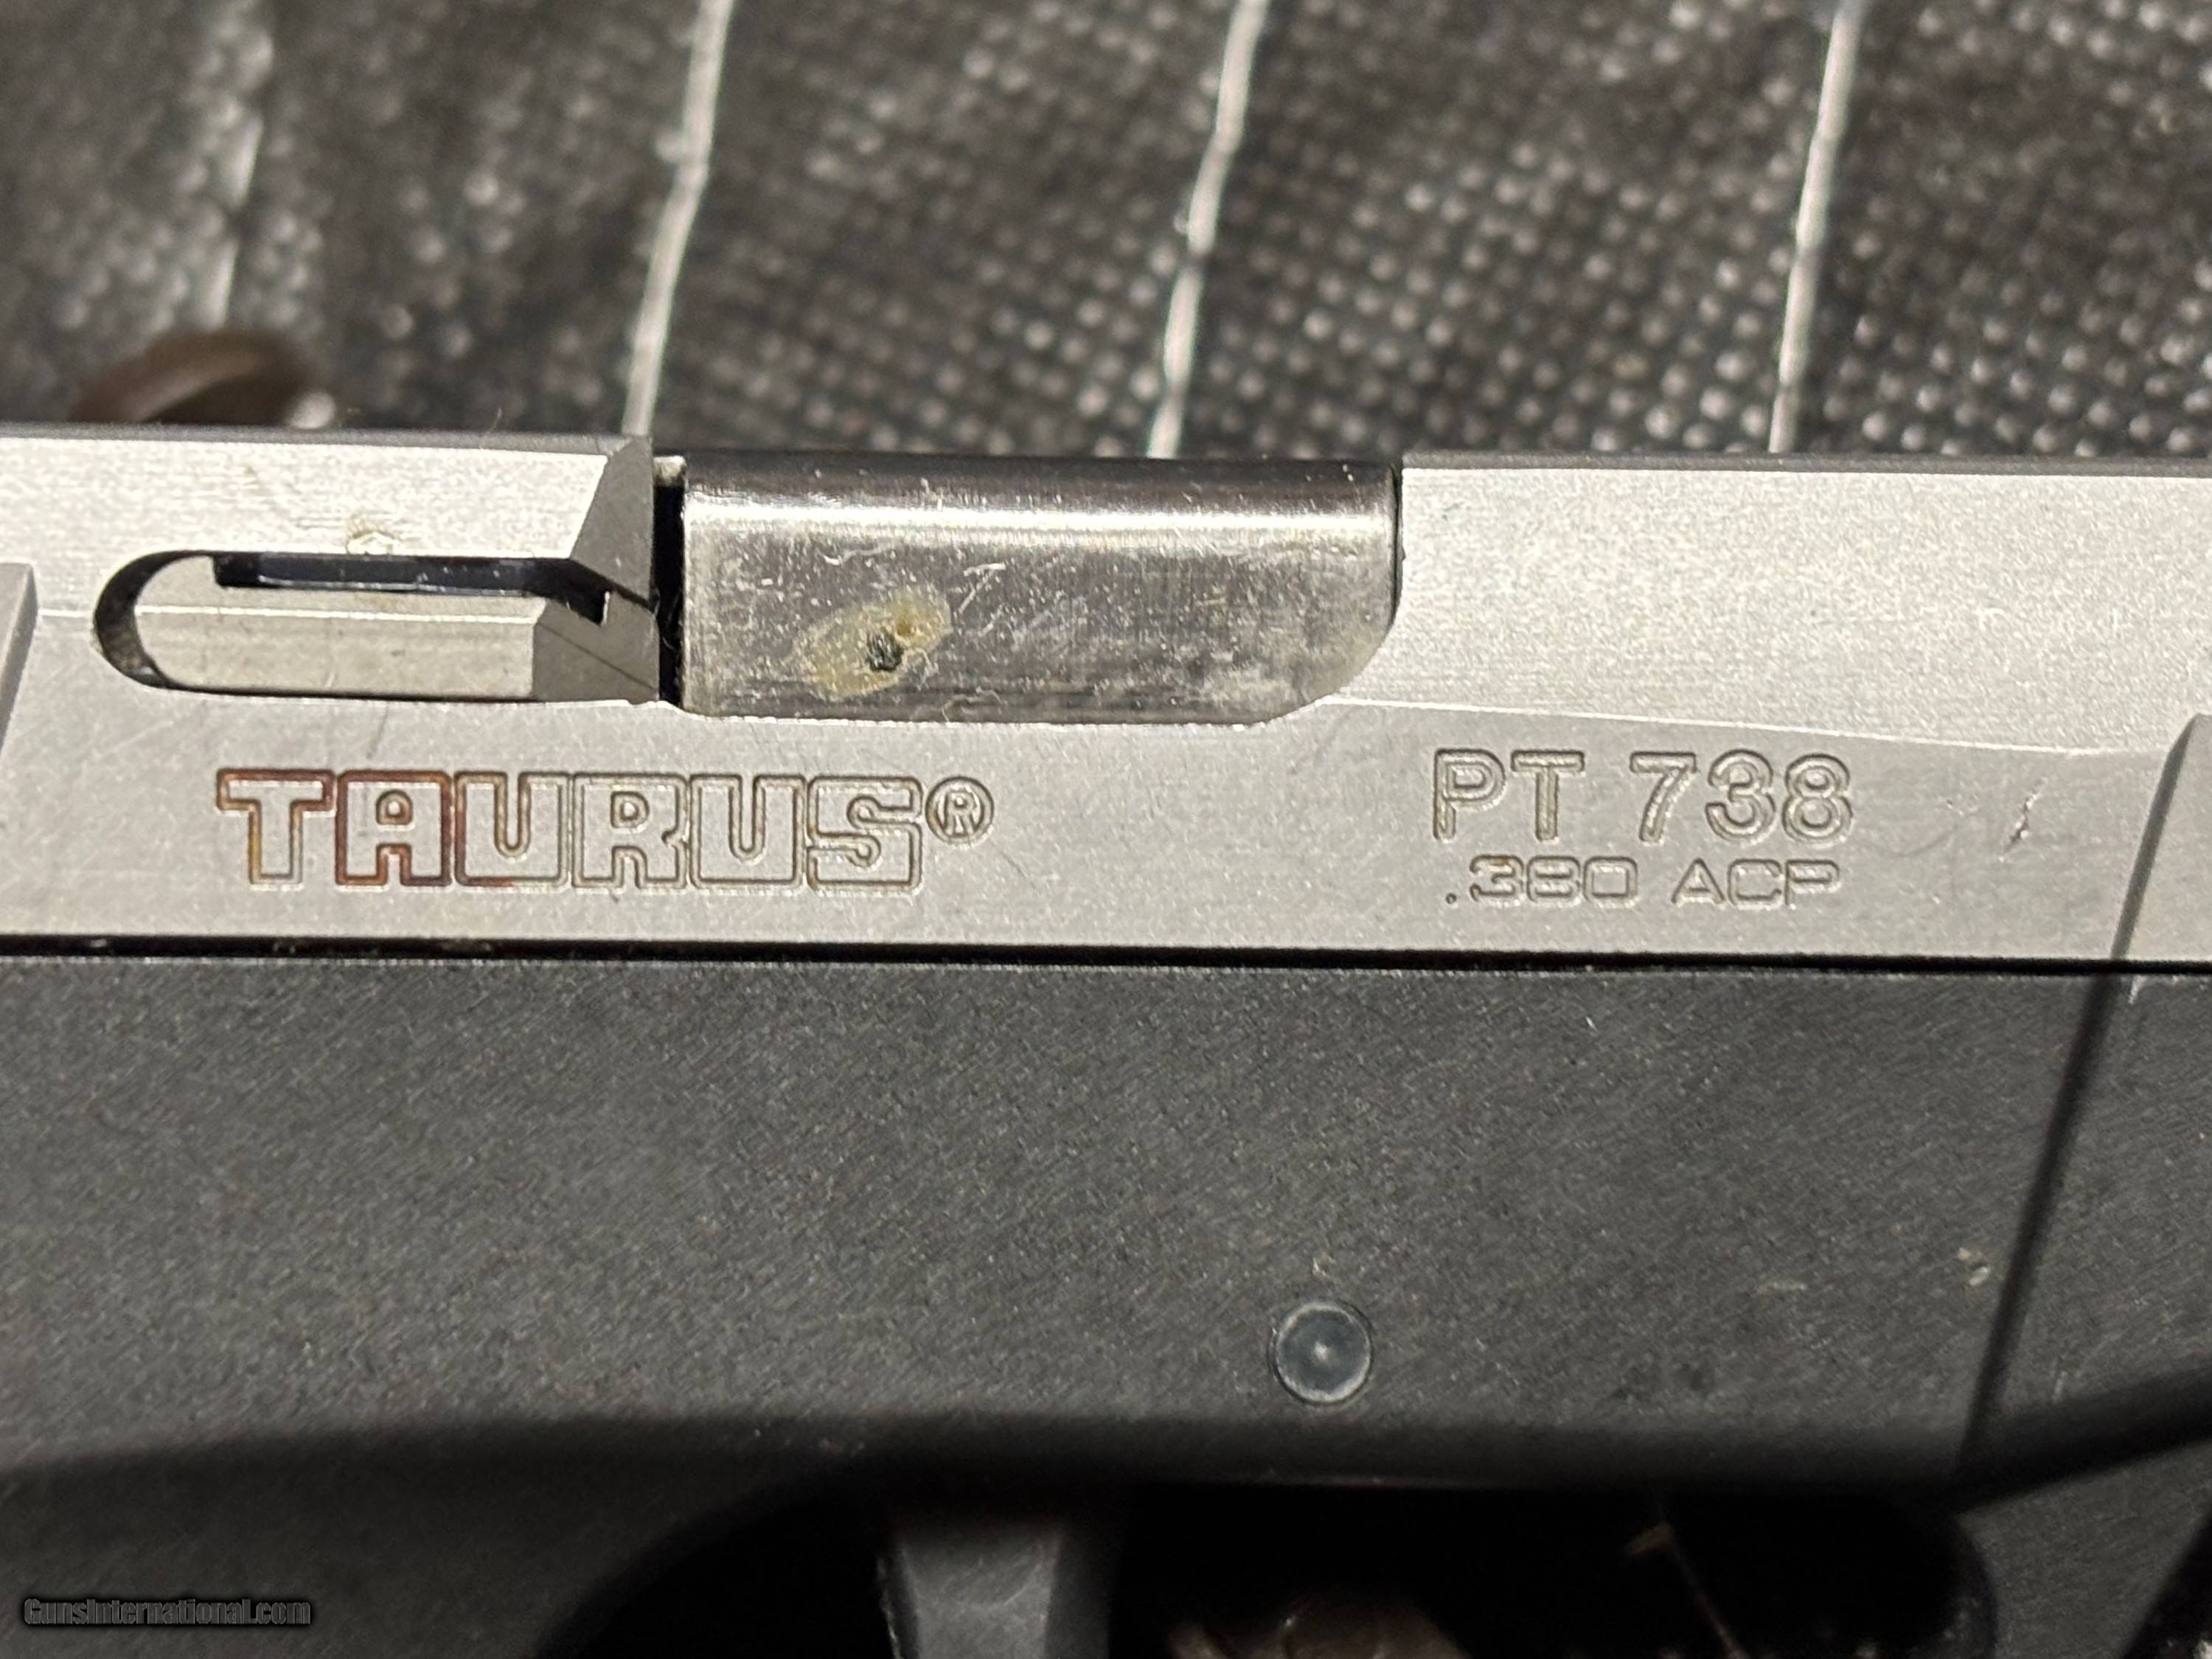 TAURUS®
PT 738
.380 ACP
GunsInternational.com